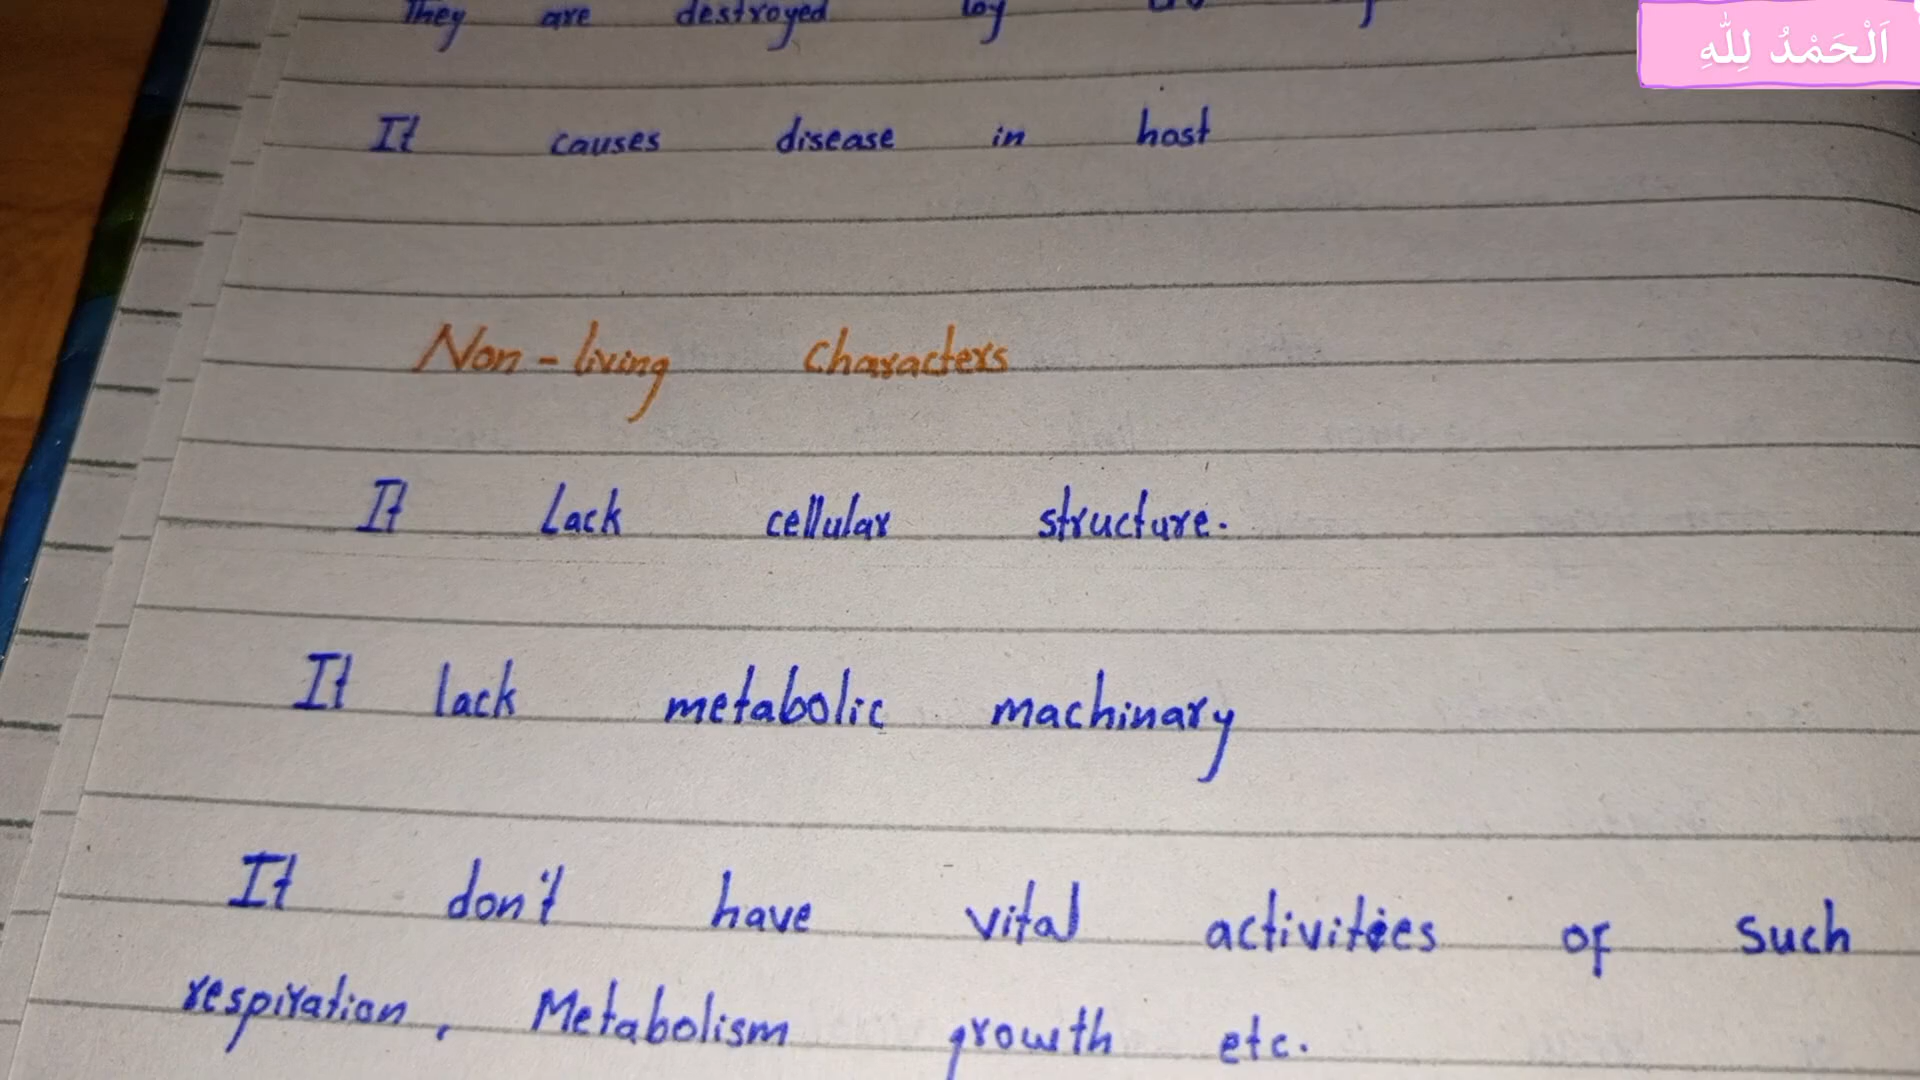 They are destroyed by
اَلْحَمْدُ لِلّٰهِ
It causes disease in host
Non-living Characters
It Lack cellular structure.
It lack metabolic machinary
It don't have vital activities of such
respiration, Metabolism growth etc.